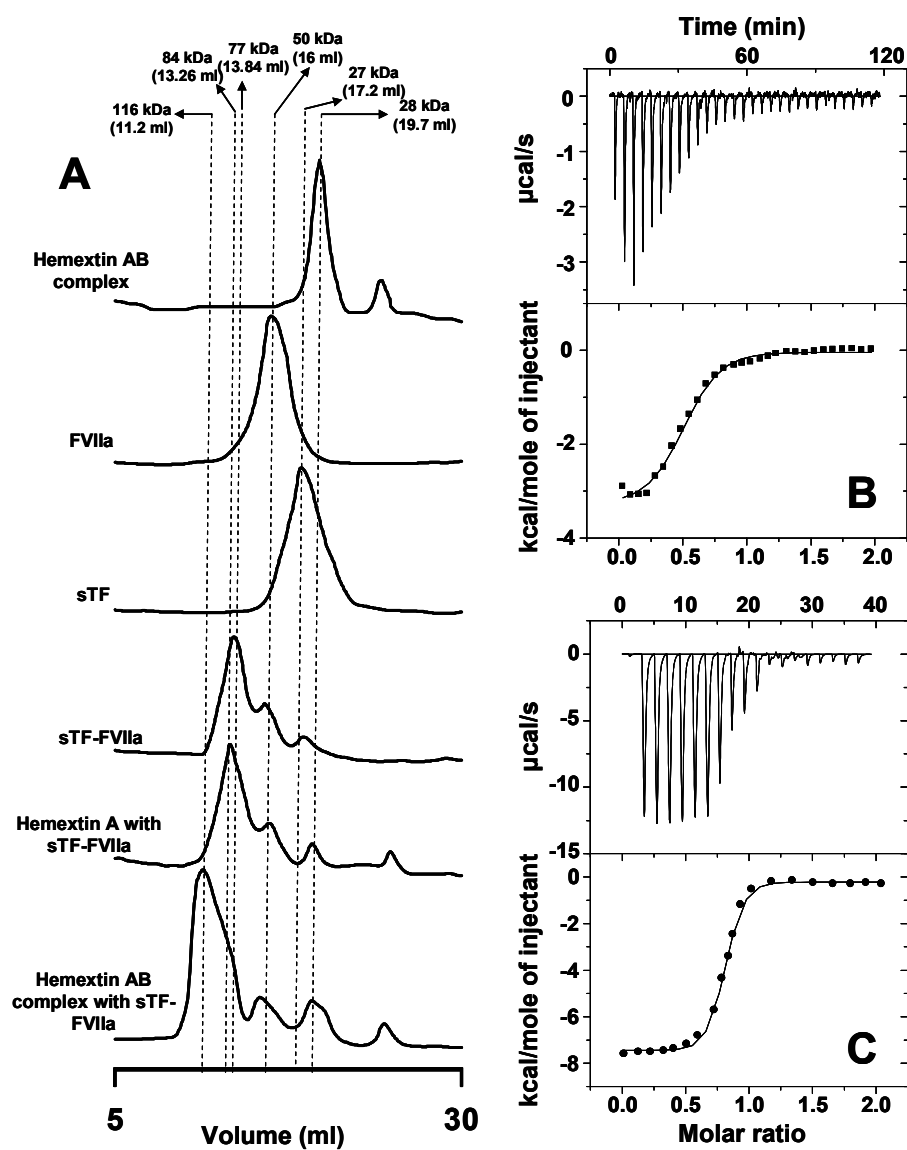 A
116 kDa
(11.2 ml)
84 kDa
(13.26 ml)
77 kDa
(13.84 ml)
50 kDa
(16 ml)
27 kDa
(17.2 ml)
28 kDa
(19.7 ml)
Hemextin AB
complex
FVIIa
sTF
sTF-FVIIa
Hemextin A with
sTF-FVIIa
Hemextin AB
complex with sTF-
FVIIa
5
30
Volume (ml)
Time (min)
0 60 120
µcal/s
0
-1
-2
-3
kcal/mole of injectant
0
-2
-4
B
0.0 0.5 1.0 1.5 2.0
0 10 20 30 40
µcal/s
0
-5
-10
-15
kcal/mole of injectant
0
-2
-4
-6
-8
C
0.0 0.5 1.0 1.5 2.0
Molar ratio